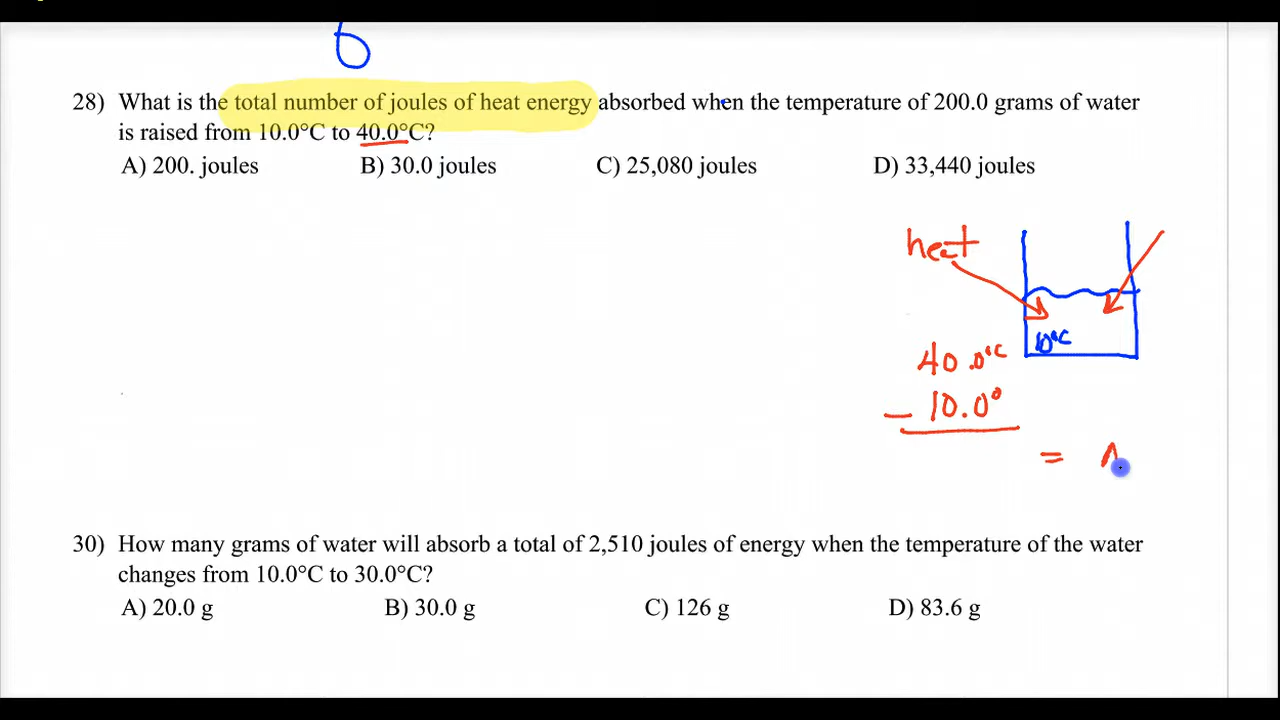 28) What is the total number of joules of heat energy absorbed when the temperature of 200.0 grams of water
is raised from 10.0°C to 40.0°C?
A) 200. joules B) 30.0 joules C) 25,080 joules D) 33,440 joules
heat
10°C
40.0°C
- 10.0°
=
30) How many grams of water will absorb a total of 2,510 joules of energy when the temperature of the water
changes from 10.0°C to 30.0°C?
A) 20.0 g B) 30.0 g C) 126 g D) 83.6 g